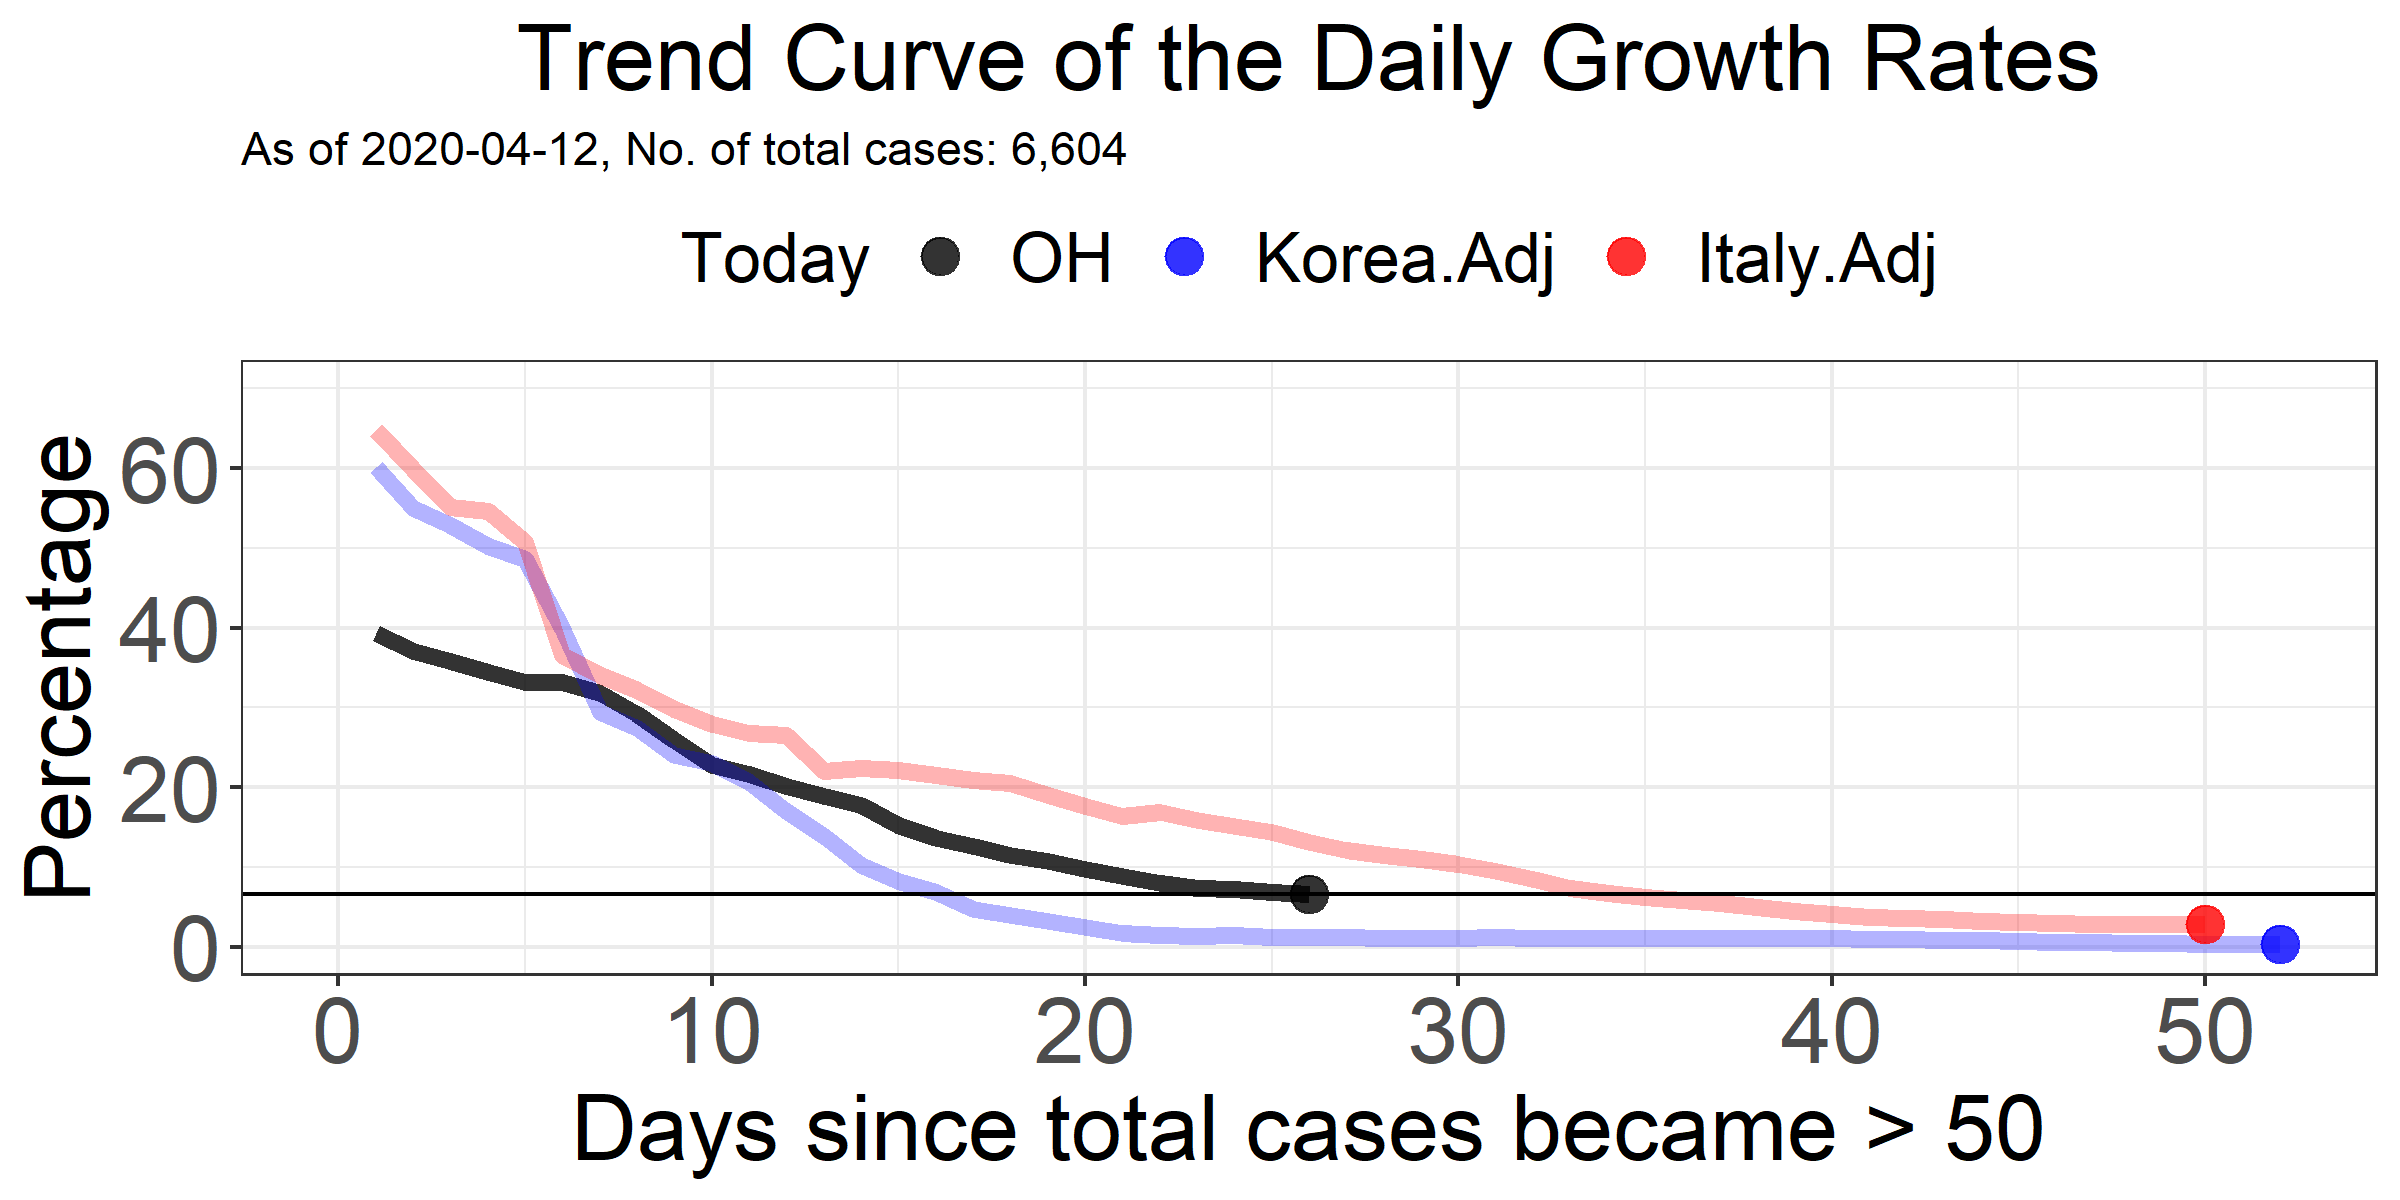 Trend Curve of the Daily Growth Rates
As of 2020-04-12, No. of total cases: 6,604
Today OH Korea.Adj Italy.Adj
Percentage
60
40
20
0
0 10 20 30 40 50
Days since total cases became > 50